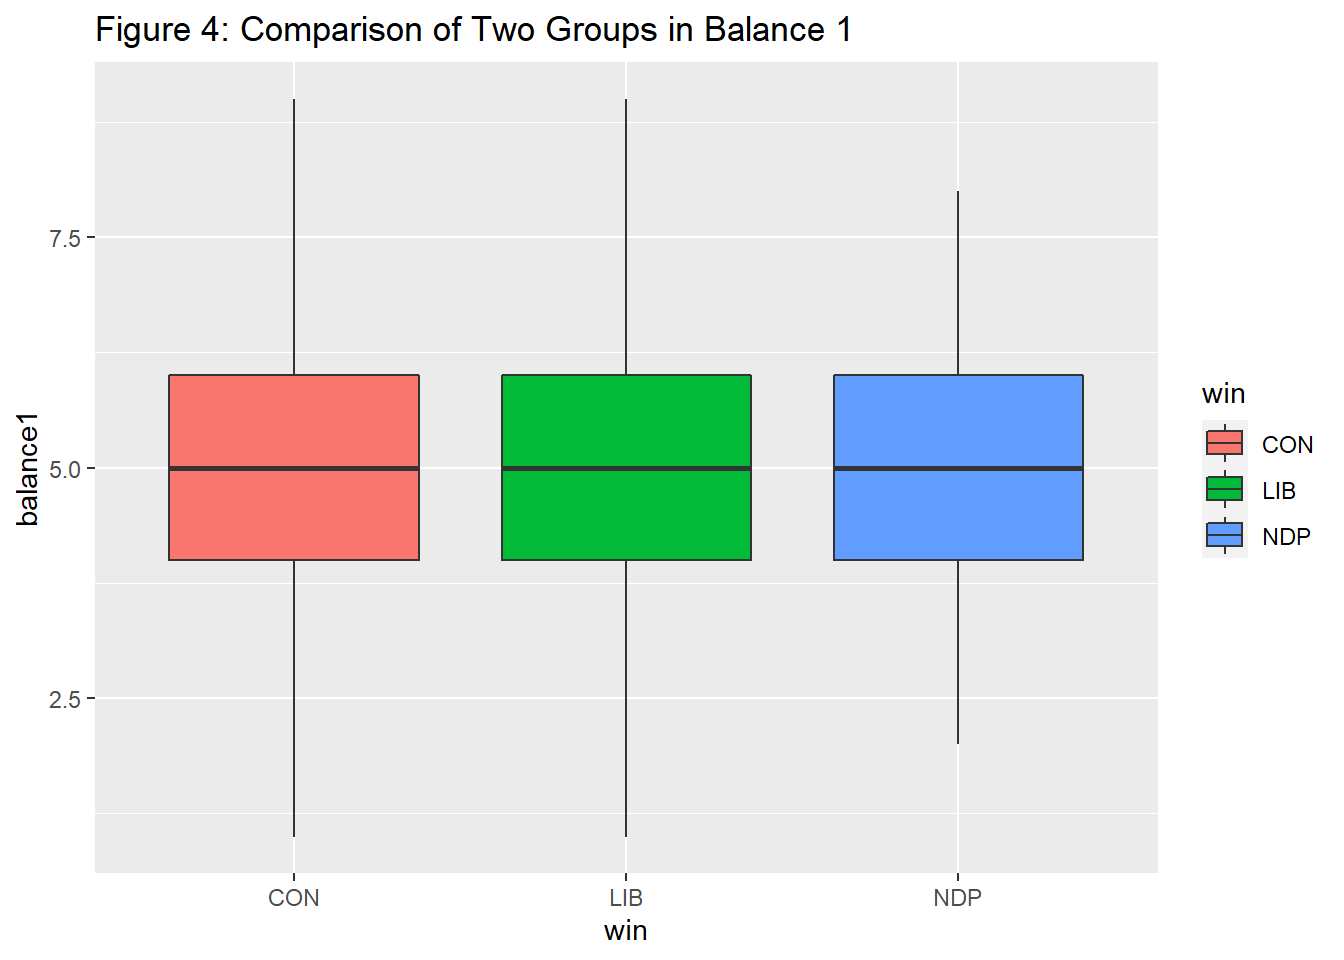 Figure 4: Comparison of Two Groups in Balance 1
balance1
7.5
5.0
2.5
CON
LIB
NDP
win
win
CON
LIB
NDP